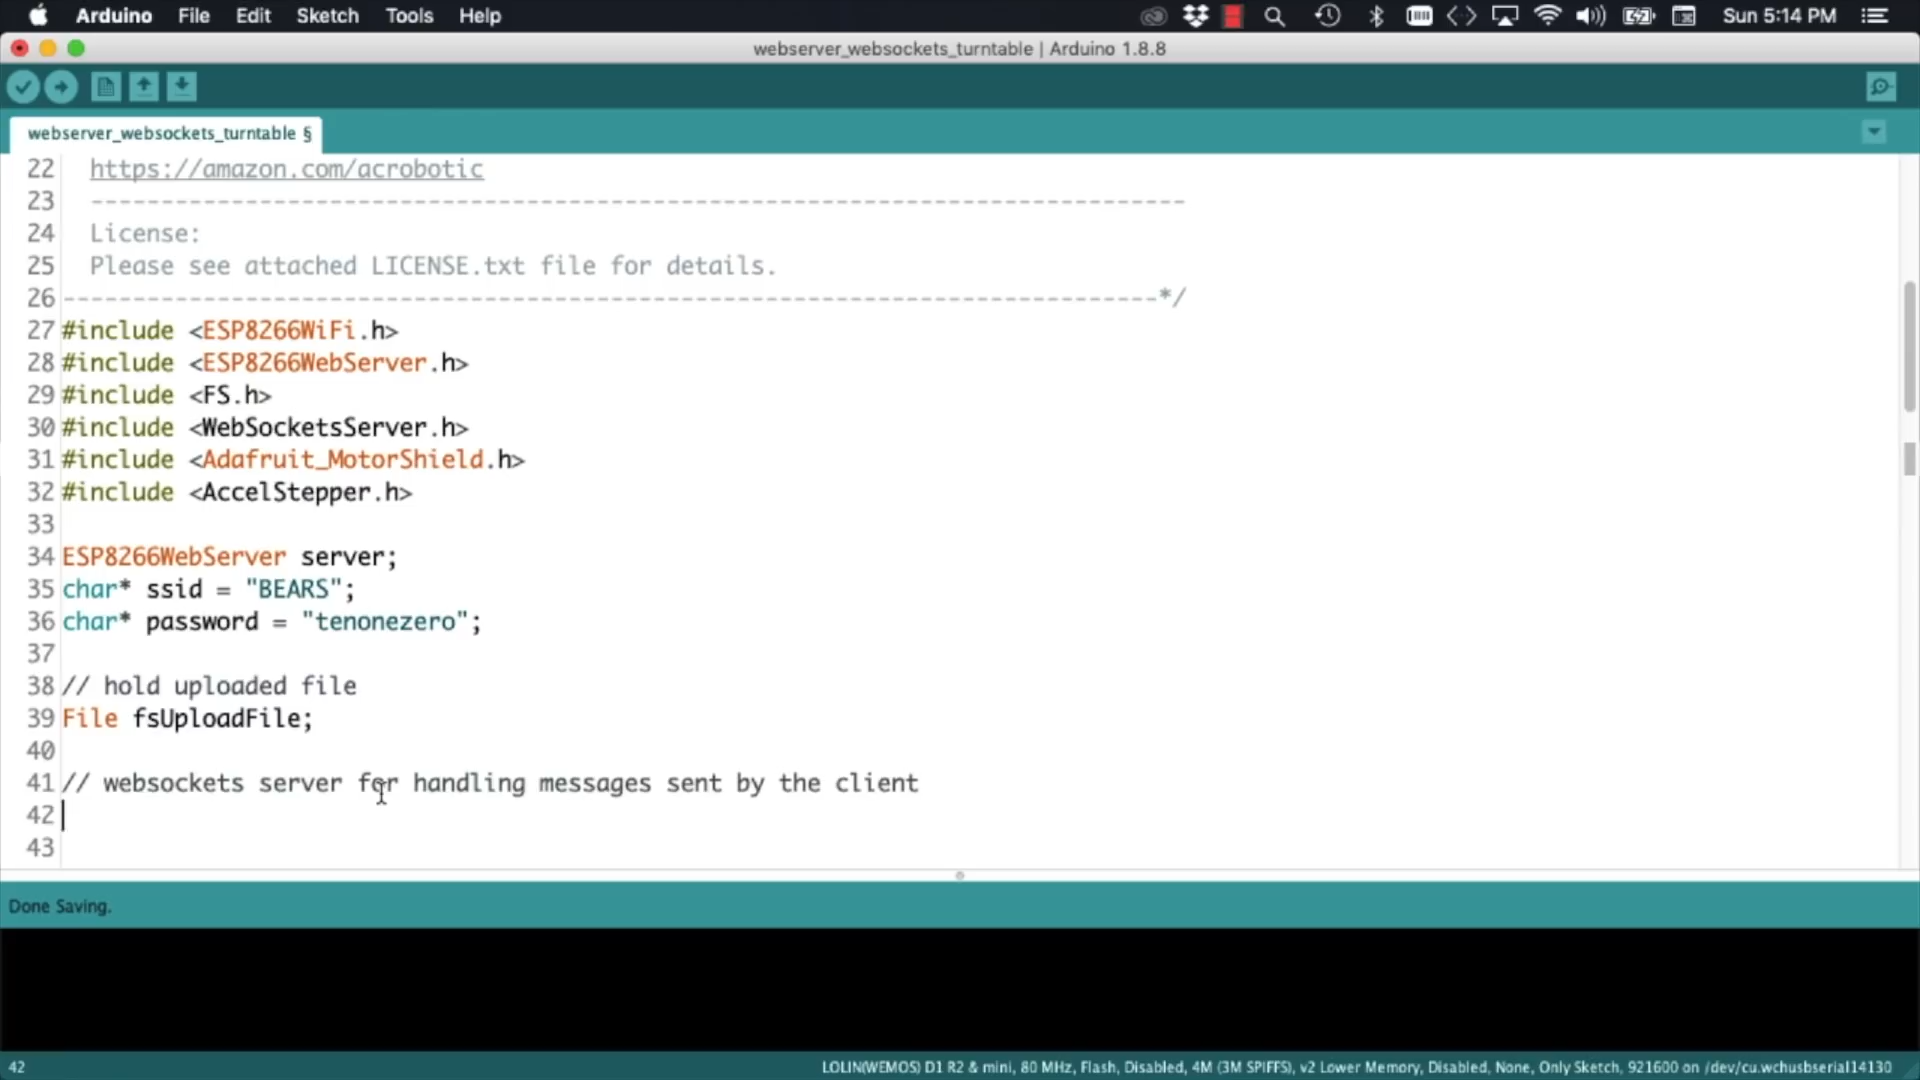 Arduino File Edit Sketch Tools Help Sun 5:14 PM
webserver_websockets_turntable | Arduino 1.8.8
webserver_websockets_turntable §
22 https://amazon.com/acrobotic
23 ------------------------------------------------------------------------------
24 License:
25 Please see attached LICENSE.txt file for details.
26 ------------------------------------------------------------------------------*/
27 #include <ESP8266WiFi.h>
28 #include <ESP8266WebServer.h>
29 #include <FS.h>
30 #include <WebSocketsServer.h>
31 #include <Adafruit_MotorShield.h>
32 #include <AccelStepper.h>
33
34 ESP8266WebServer server;
35 char* ssid = "BEARS";
36 char* password = "tenonezero";
37
38 // hold uploaded file
39 File fsUploadFile;
40
41 // websockets server for handling messages sent by the client
42
43
Done Saving.
42 LOLIN(WEMOS) D1 R2 & mini, 80 MHz, Flash, Disabled, 4M (3M SPIFFS), v2 Lower Memory, Disabled, None, Only Sketch, 921600 on /dev/cu.wchusbserial14130